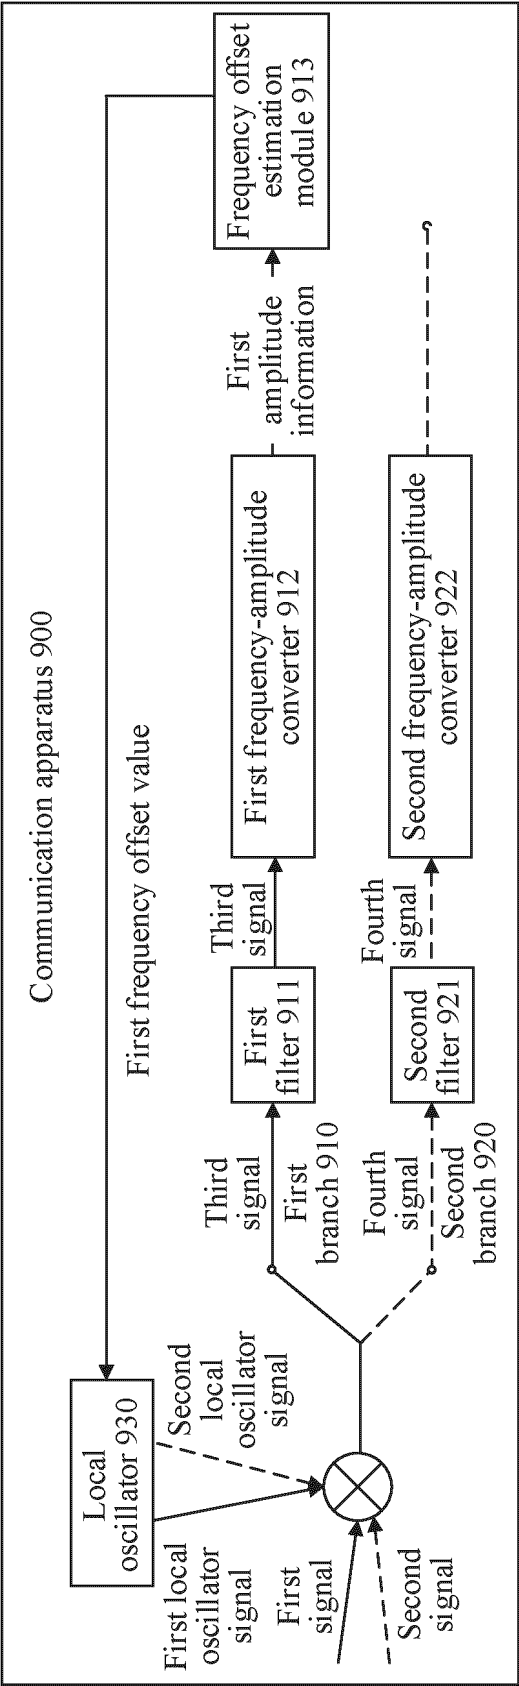 Communication apparatus 900
First frequency offset value
Local
oscillator 930
First local
oscillator
signal
Second local
oscillator
signal
First
signal
Second
signal
Third
signal
First
branch 910
First
filter 911
Third
signal
First frequency-amplitude
converter 912
First
amplitude
information
Frequency offset
estimation
module 913
Fourth
signal
Second
branch 920
Second
filter 921
Fourth
signal
Second frequency-amplitude
converter 922